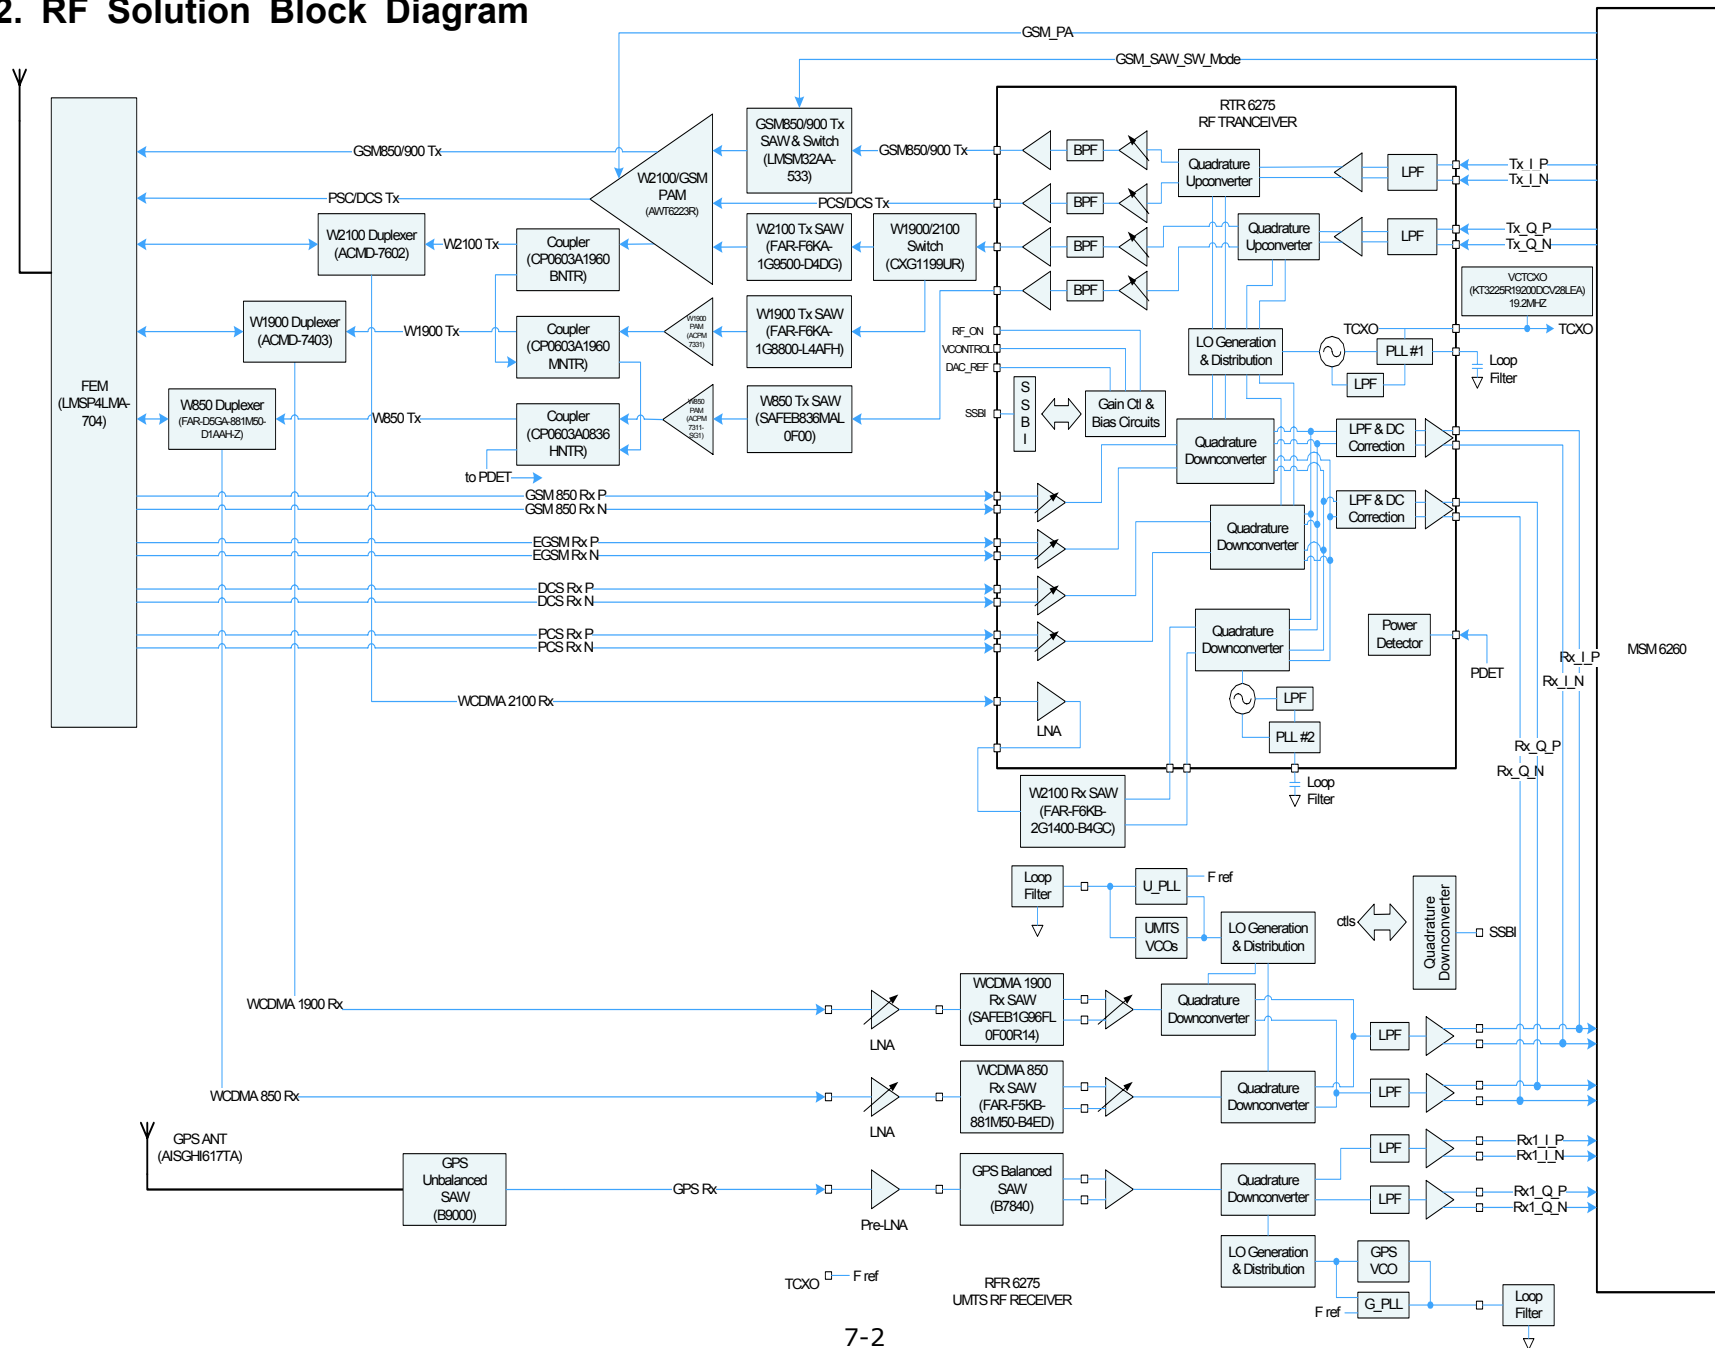 2. RF Solution Block Diagram
GSM_PA
GSM_SAW_SW_Mode
RTR 6275
RF TRANCEIVER
GSM850/900 Tx
SAW & Switch
(LMSM32AA-
533)
GSM850/900 Tx
GSM850/900 Tx
BPF
Quadrature
Upconverter
LPF
Tx_I_P
Tx_I_N
W2100/GSM
PAM
(AWT6223R)
PSC/DCS Tx
PCS/DCS Tx
BPF
W2100 Duplexer
(ACMD-7602)
W2100 Tx
Coupler
(CP0603A1960
BNTR)
W2100 Tx SAW
(FAR-F6KA-
1G9500-D4DG)
W1900/2100
Switch
(CXG1199UR)
BPF
Quadrature
Upconverter
LPF
Tx_Q_P
Tx_Q_N
BPF
VCTCXO
(KT3225R19200DCV28LEA)
19.2MHZ
W1900 Duplexer
(ACMD-7403)
W1900 Tx
Coupler
(CP0603A1960
MNTR)
W1900
PAM
(ACPM
7331)
W1900 Tx SAW
(FAR-F6KA-
1G8800-L4AFH)
RF_ON
VCONTROL
DAC_REF
LO Generation
& Distribution
TCXO
TCXO
PLL #1
LPF
Loop
Filter
FEM
(LMSP4LMA-
704)
W850 Duplexer
(FAR-D5GA-881M50-
D1AAH-Z)
W850 Tx
Coupler
(CP0603A0836
HNTR)
W850
PAM
(ACPM
7311-
SG1)
W850 Tx SAW
(SAFEB836MAL
0F00)
SSBI
S
S
B
I
Gain Ctl &
Bias Circuits
Quadrature
Downconverter
LPF & DC
Correction
to PDET
GSM 850 Rx P
GSM 850 Rx N
LPF & DC
Correction
Quadrature
Downconverter
EGSM Rx P
EGSM Rx N
DCS Rx P
DCS Rx N
PCS Rx P
PCS Rx N
Quadrature
Downconverter
Power
Detector
PDET
Rx_I_P
Rx_I_N
MSM 6260
WCDMA 2100 Rx
LNA
LPF
PLL #2
Rx_Q_P
Rx_Q_N
W2100 Rx SAW
(FAR-F6KB-
2G1400-B4GC)
Loop
Filter
Loop
Filter
U_PLL
F ref
UMTS
VCOs
LO Generation
& Distribution
ctls
Quadrature
Downconverter
SSBI
WCDMA 1900 Rx
LNA
WCDMA 1900
Rx SAW
(SAFEB1G96FL
0F00R14)
Quadrature
Downconverter
LPF
WCDMA 850 Rx
LNA
WCDMA 850
Rx SAW
(FAR-F5KB-
881M50-B4ED)
Quadrature
Downconverter
LPF
GPS ANT
(AISGHI617TA)
GPS
Unbalanced
SAW
(B9000)
GPS Rx
Pre-LNA
GPS Balanced
SAW
(B7840)
Quadrature
Downconverter
LPF
Rx1_I_P
Rx1_I_N
LPF
Rx1_Q_P
Rx1_Q_N
LO Generation
& Distribution
GPS
VCO
G_PLL
F ref
Loop
Filter
TCXO
F ref
RFR 6275
UMTS RF RECEIVER
7-2